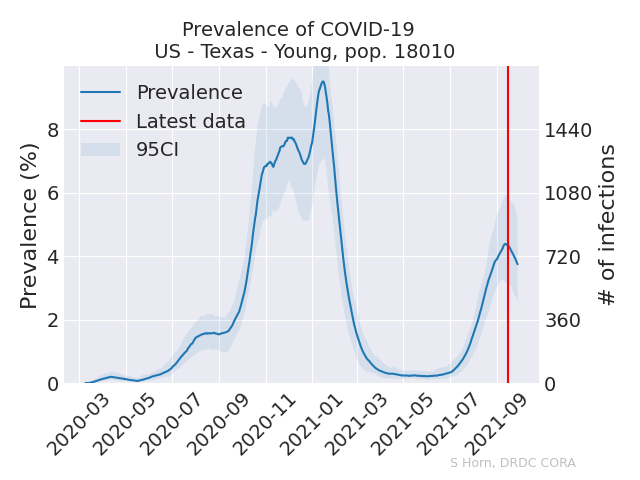 Prevalence of COVID-19
US - Texas - Young, pop. 18010
Prevalence
Latest data
95CI
Prevalence (%)
8
6
4
2
0
1440
1080
720
360
0
# of infections
2020-03
2020-05
2020-07
2020-09
2020-11
2021-01
2021-03
2021-05
2021-07
2021-09
S Horn, DRDC CORA